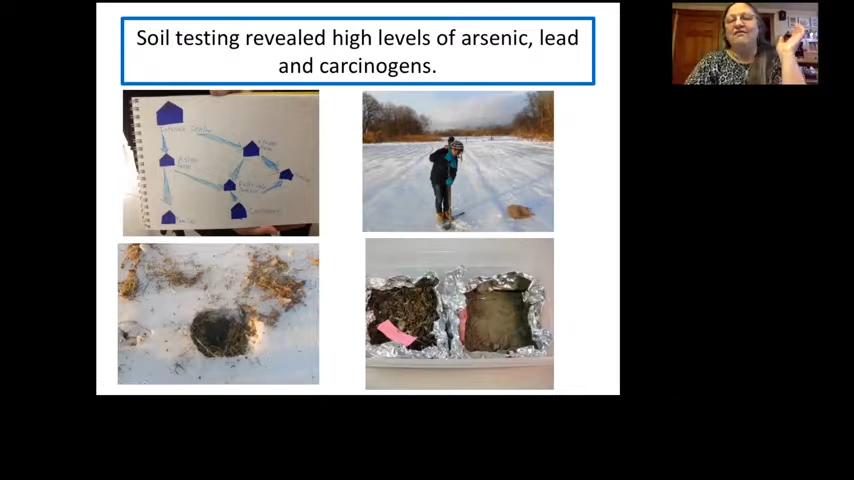 Soil testing revealed high levels of arsenic, lead
and carcinogens.